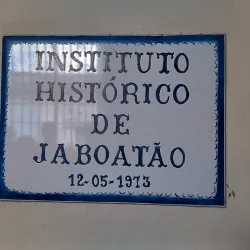 INSTITUTO
HISTÓRICO
DE
JABOATÃO
12-05-1973